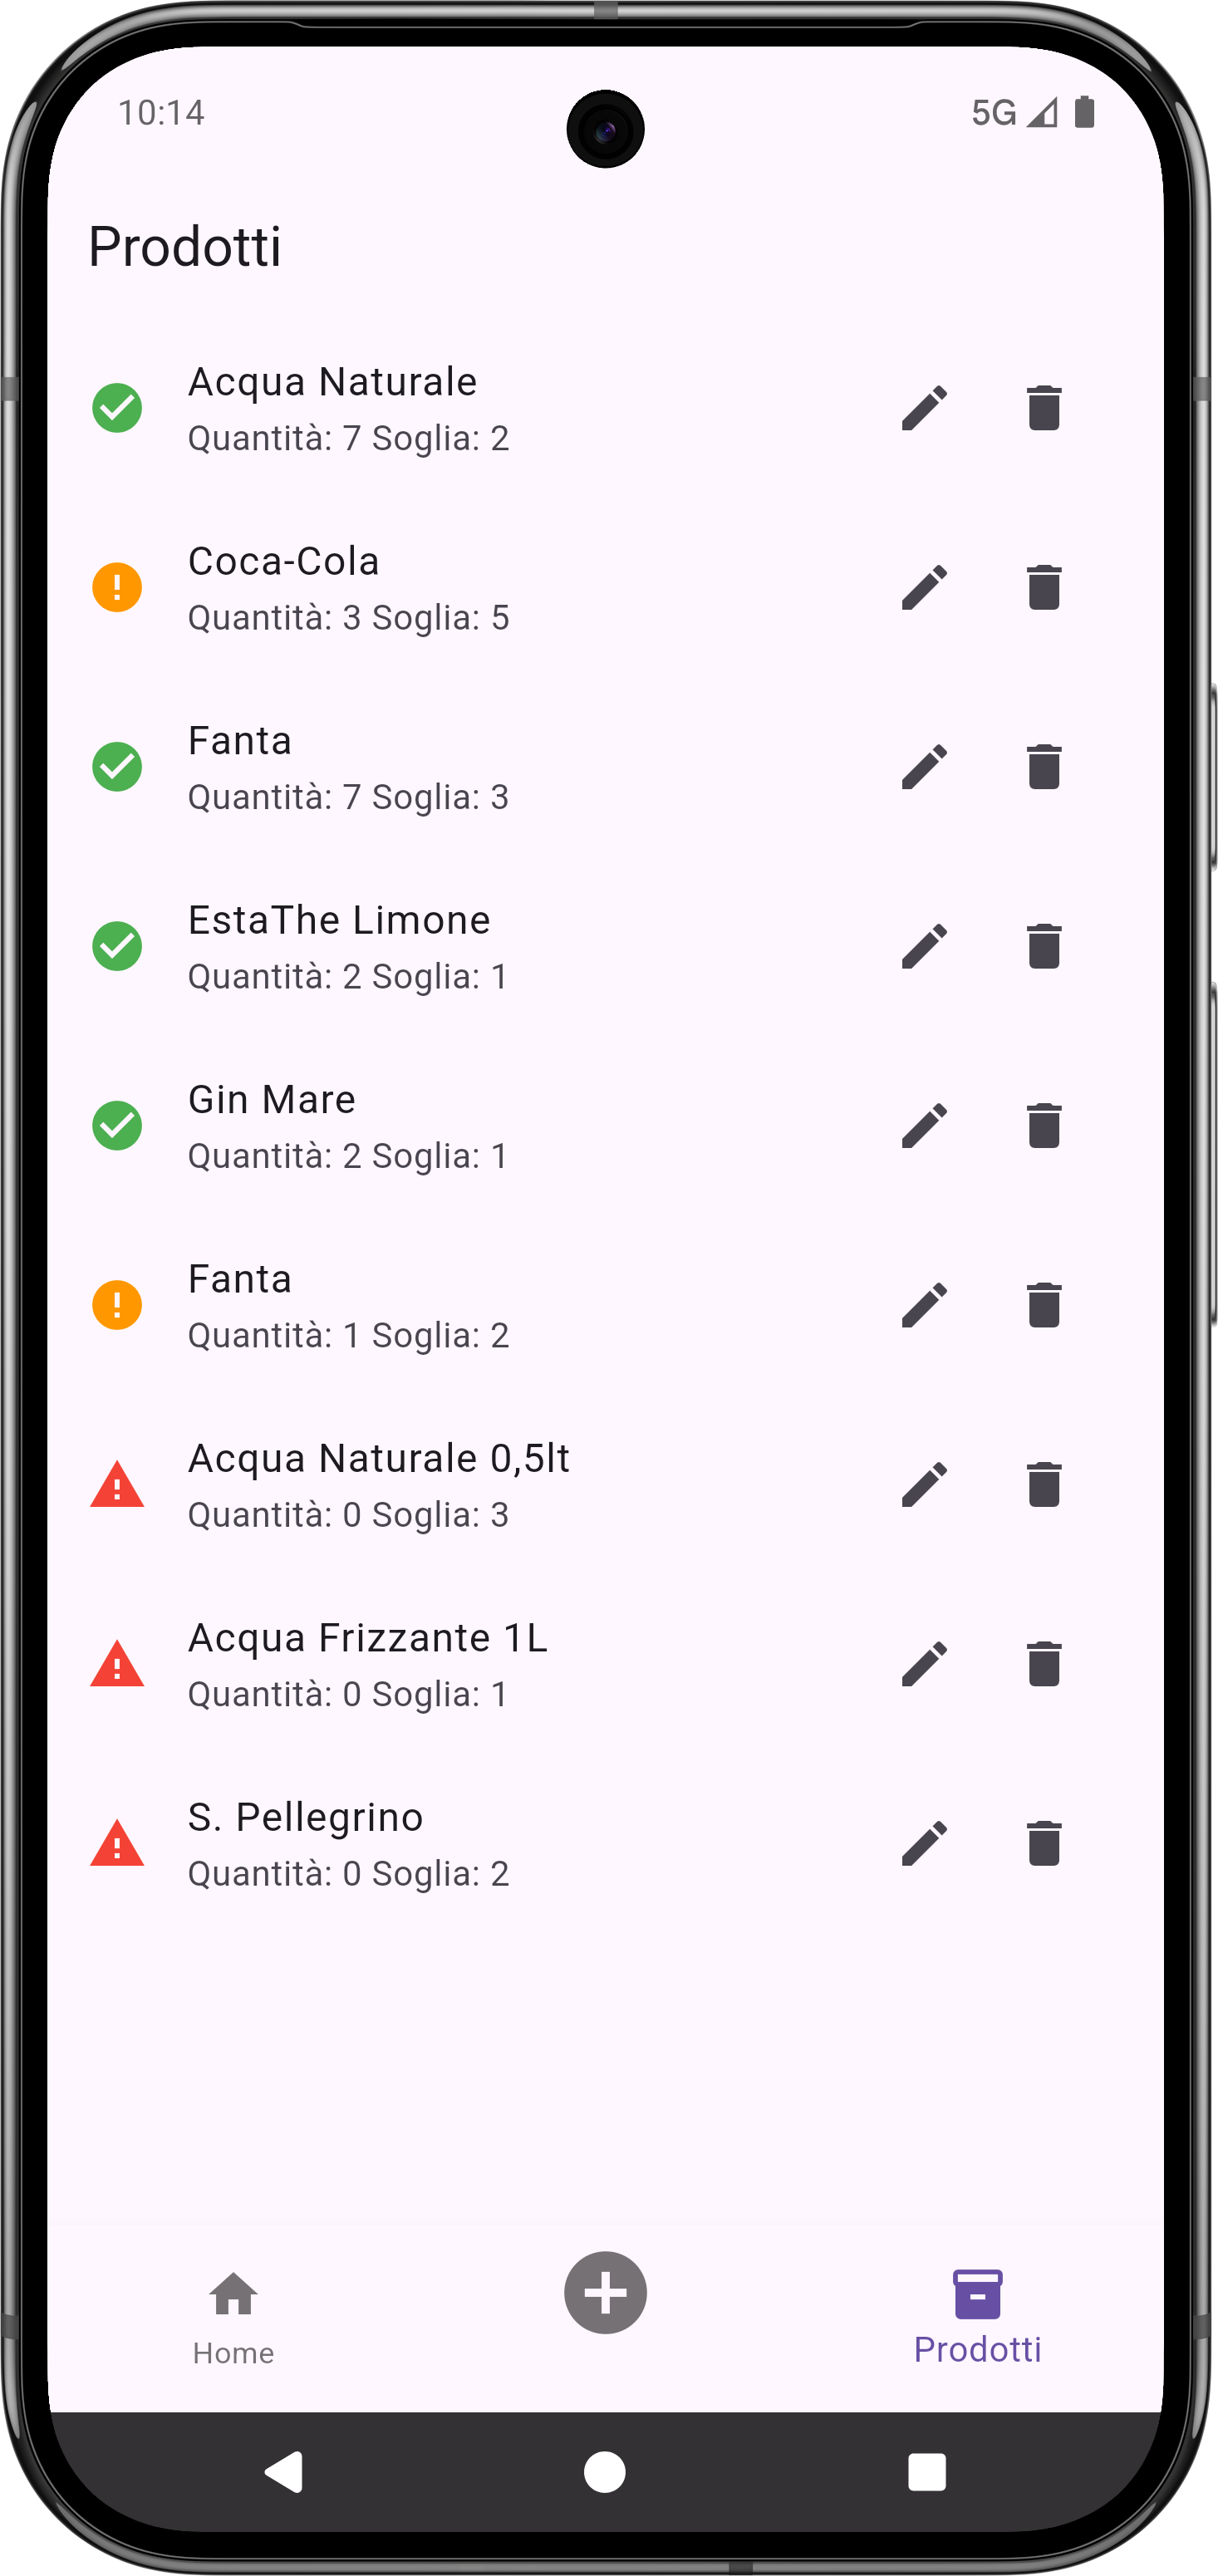 10:14
5G
Prodotti
Acqua Naturale
Quantità: 7 Soglia: 2
Coca-Cola
Quantità: 3 Soglia: 5
Fanta
Quantità: 7 Soglia: 3
EstaThe Limone
Quantità: 2 Soglia: 1
Gin Mare
Quantità: 2 Soglia: 1
Fanta
Quantità: 1 Soglia: 2
Acqua Naturale 0,5lt
Quantità: 0 Soglia: 3
Acqua Frizzante 1L
Quantità: 0 Soglia: 1
S. Pellegrino
Quantità: 0 Soglia: 2
Home
Prodotti